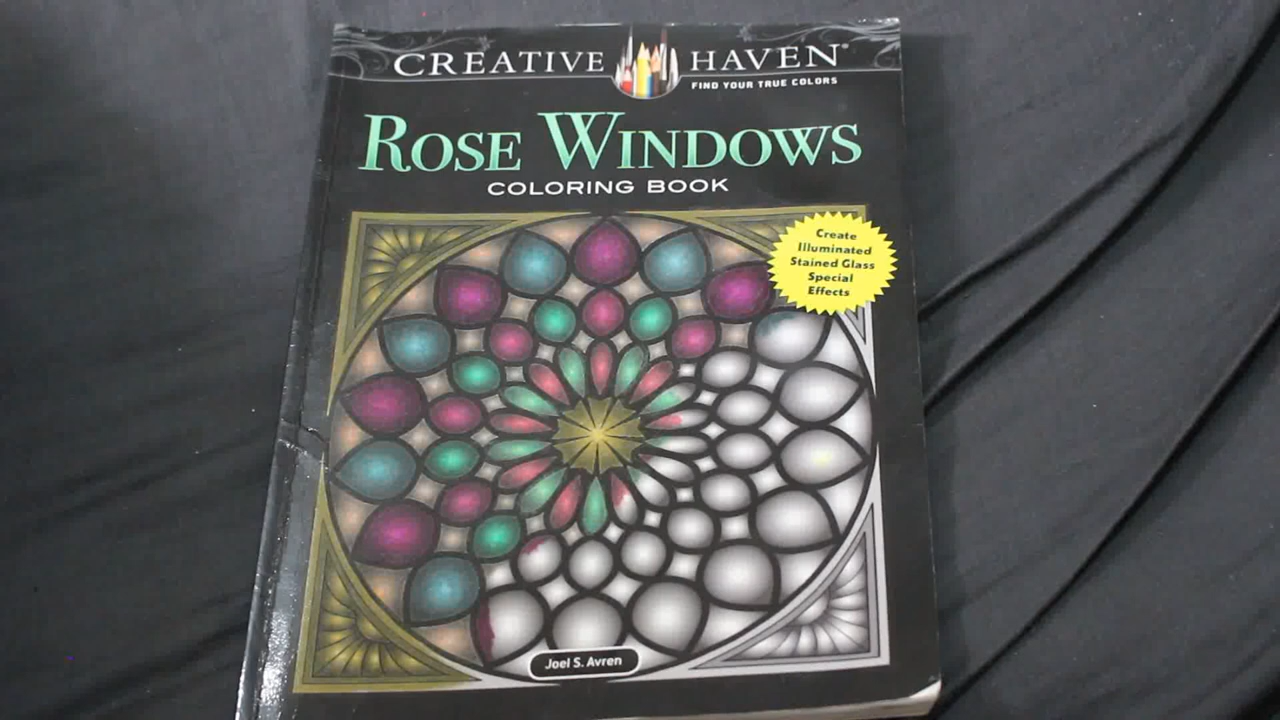 CREATIVE HAVEN®
FIND YOUR TRUE COLORS
ROSE WINDOWS
COLORING BOOK
Create
Illuminated
Stained Glass
Special
Effects
Joel S. Avren